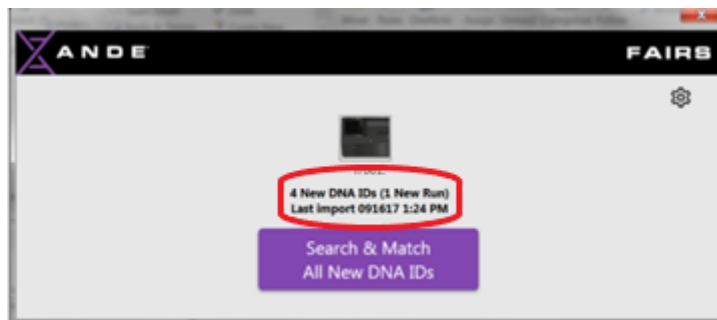 ANDE
FAIRS
4 New DNA IDs (1 New Run)
Last import 091617 1:24 PM
Search & Match
All New DNA IDs